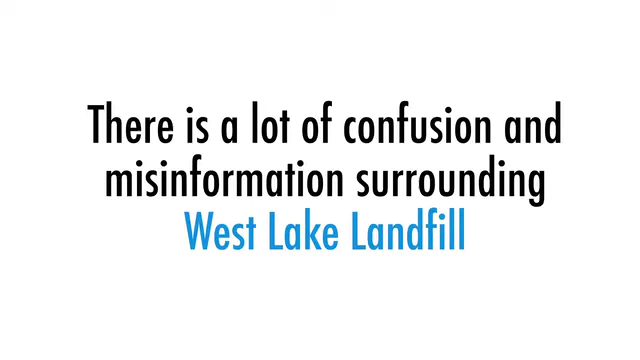 There is a lot of confusion and
misinformation surrounding
West Lake Landfill